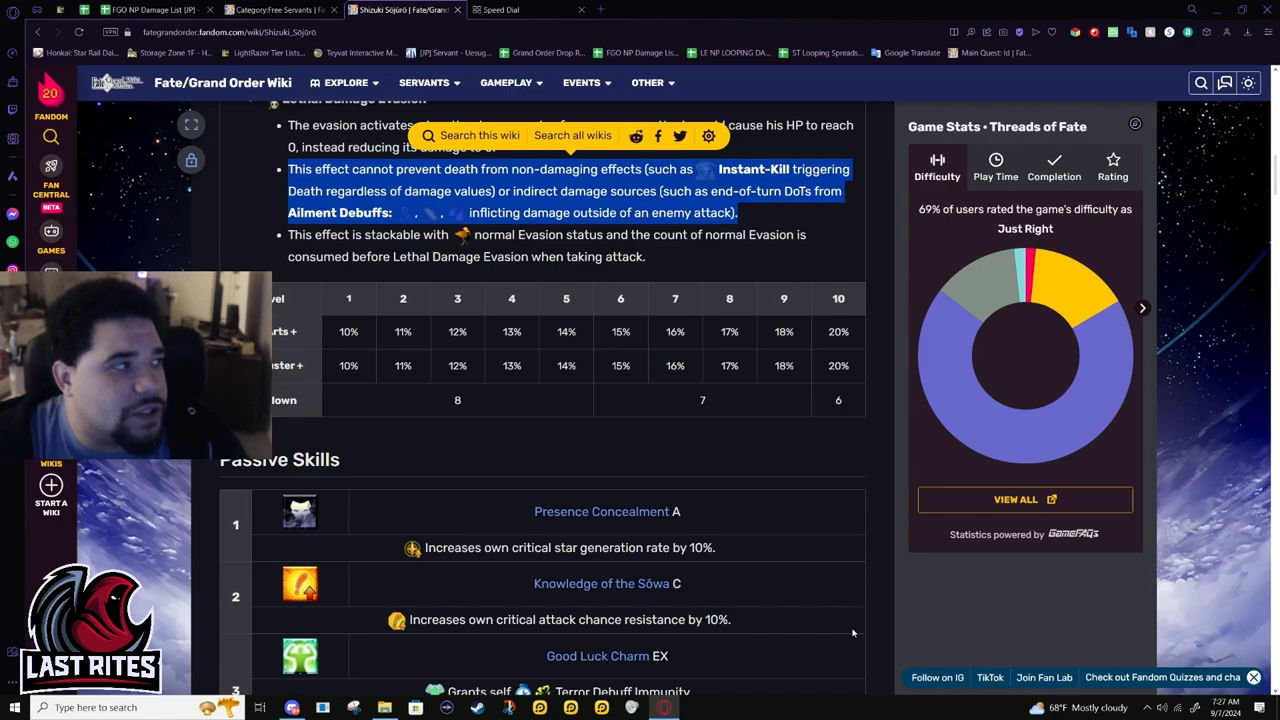 FGO NP Damage List [JP] -
Category:Free Servants | Fat
Shizuki Sōjūrō | Fate/Grand
Speed Dial
VPN
fategrandorder.fandom.com/wiki/Shizuki_Sōjūrō
Honkai: Star Rail Dai...
Storage Zone 1F - H...
LightRazer Tier Lists...
Teyvat Interactive M...
[JP] Servant - Uesug...
Grand Order Drop R...
FGO NP Damage Lis...
LE NP LOOPING DA...
ST Looping Spreads...
Google Translate
Main Quest: Id | Fat...
20
FANDOM
Fate/Grand Order Wiki
EXPLORE
SERVANTS
GAMEPLAY
EVENTS
OTHER
FAN
CENTRAL
BETA
GAMES
WIKIS
START A
WIKI
Lethal Damage Evasion
Search this wiki
Search all wikis
The evasion activates
cause his HP to reach
0, instead reducing its damage to 0.
This effect cannot prevent death from non-damaging effects (such as Instant-Kill triggering
Death regardless of damage values) or indirect damage sources (such as end-of-turn DoTs from
Ailment Debuffs: , , inflicting damage outside of an enemy attack).
This effect is stackable with normal Evasion status and the count of normal Evasion is
consumed before Lethal Damage Evasion when taking attack.
evel 1 2 3 4 5 6 7 8 9 10
Arts + 10% 11% 12% 13% 14% 15% 16% 17% 18% 20%
uster + 10% 11% 12% 13% 14% 15% 16% 17% 18% 20%
down 8 7 6
Passive Skills
1
Presence Concealment A
Increases own critical star generation rate by 10%.
2
Knowledge of the Sōwa C
Increases own critical attack chance resistance by 10%.
3
Good Luck Charm EX
Grants self Terror Debuff Immunity
Game Stats • Threads of Fate
Difficulty
Play Time
Completion
Rating
69% of users rated the game's difficulty as
Just Right
VIEW ALL
Statistics powered by GameFAQs
Follow on IG
TikTok
Join Fan Lab
Check out Fandom Quizzes and cha
LAST RITES
Type here to search
68°F Mostly cloudy
7:27 AM
9/7/2024